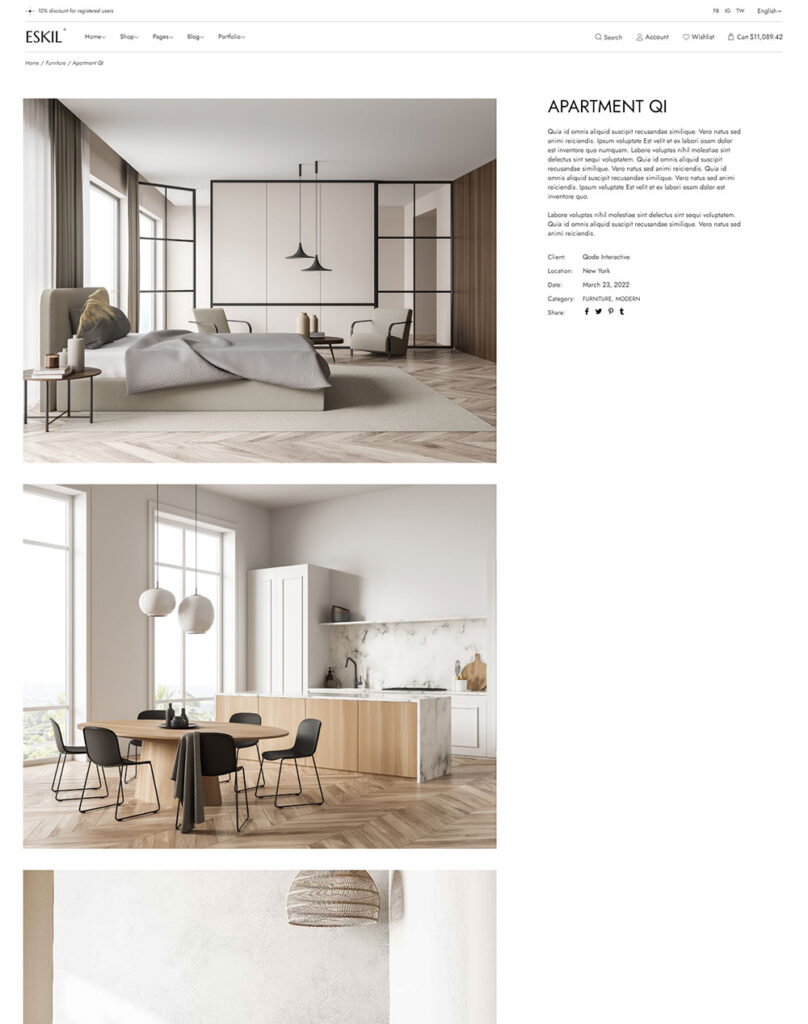 10% discount for registered users
FB IG TW English
ESKIL
Home Shop Pages Blog Portfolio
Search Account Wishlist Cart $11,089.42
Home / Furniture / Apartment QI
APARTMENT QI
Quia id omnis aliquid suscipit recusandae similique. Vero natus sed
animi reiciendis. Ipsum voluptate Est velit et ex labori osam dolor
est inventore quo numquam. Labore voluptas nihil molestiae sint
delectus sint sequi voluptatem. Quia id omnis aliquid suscipit
recusandae similique. Vero natus sed animi reiciendis. Quia id
omnis aliquid suscipit recusandae similique. Vero natus sed animi
reiciendis. Ipsum voluptate Est velit et ex labori osam dolor est
inventore quo.
Labore voluptas nihil molestiae sint delectus sint sequi voluptatem.
Quia id omnis aliquid suscipit recusandae similique. Vero natus sed
animi reiciendis.
Client: Qode Interactive
Location: New York
Date: March 23, 2022
Category: FURNITURE, MODERN
Share: